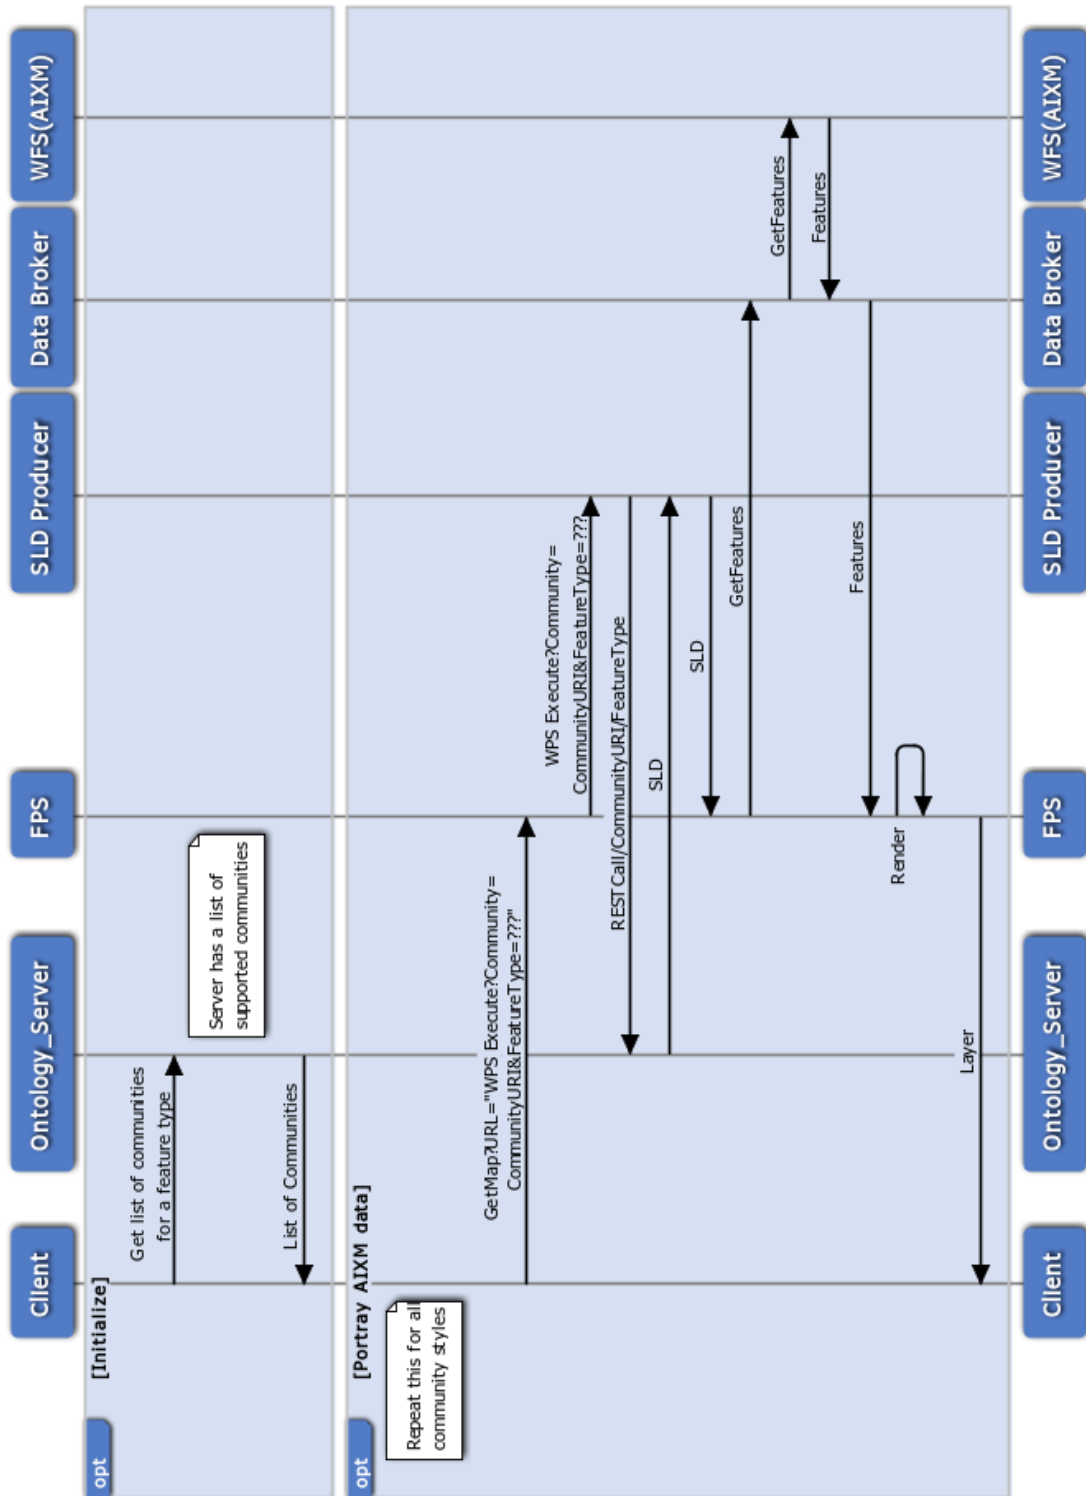 Client
Ontology_Server
FPS
SLD Producer
Data Broker
WFS(AIXM)
opt
[Initialize]
Get list of communities
for a feature type
Server has a list of
supported communities
List of Communities
opt
[Portray AIXM data]
Repeat this for all
community styles
GetMap?URL="WPS Execute?Community=
CommunityURI&FeatureType=???"
WPS Execute?Community=
CommunityURI&FeatureType=???
REST Call/CommunityURI/FeatureType
SLD
SLD
GetFeatures
GetFeatures
Features
Features
Render
Layer
Client
Ontology_Server
FPS
SLD Producer
Data Broker
WFS(AIXM)